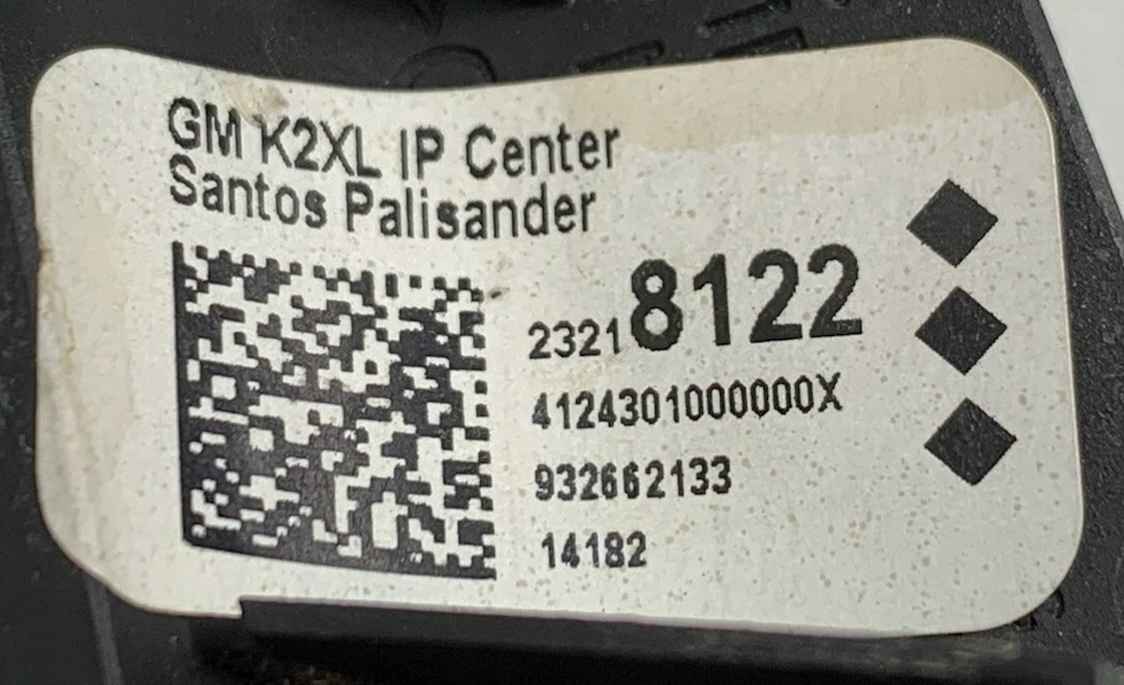 GM K2XL IP Center
Santos Palisander
23218122
4124301000000X
932662133
14182